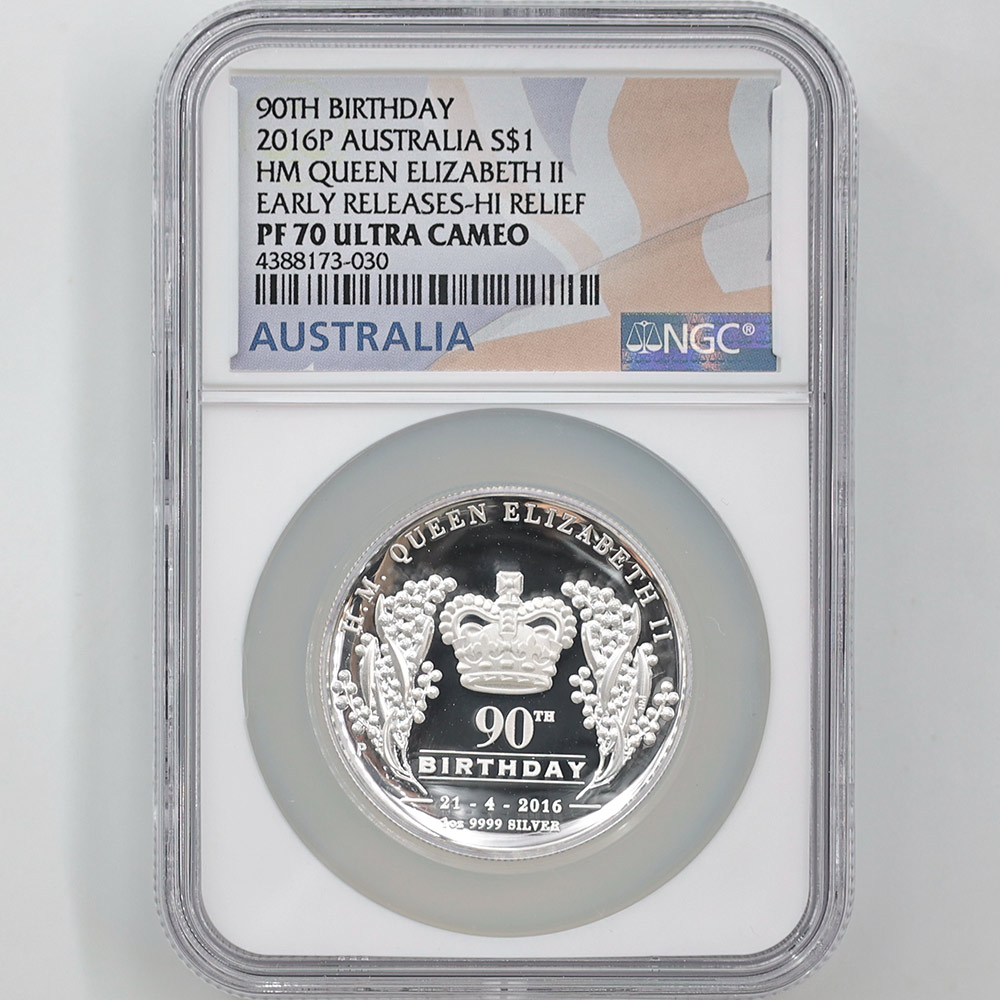 90TH BIRTHDAY
2016P AUSTRALIA S$1
HM QUEEN ELIZABETH II
EARLY RELEASES-HI RELIEF
PF 70 ULTRA CAMEO
4388173-030
AUSTRALIA
NGC®
H.M. QUEEN ELIZABETH II
90TH
BIRTHDAY
P
21 - 4 - 2016
1oz 9999 SILVER